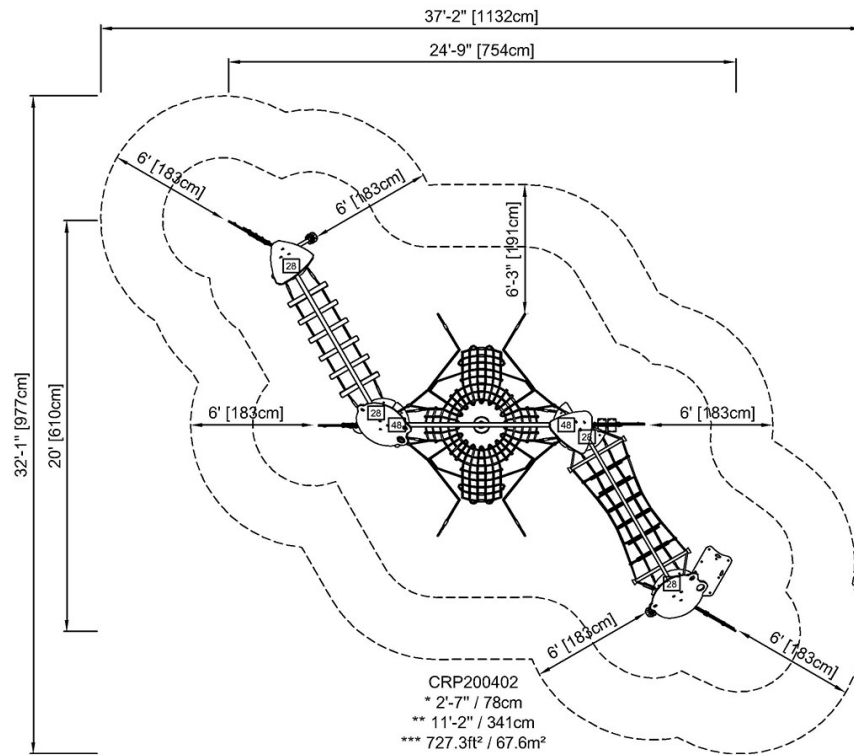 37'-2" [1132cm]
24'-9" [754cm]
6' [183cm]
6' [183cm]
6'-3" [191cm]
32'-1" [977cm]
20' [610cm]
28
28
48
48
28
6' [183cm]
6' [183cm]
28
6' [183cm]
6' [183cm]
CRP200402
* 2'-7" / 78cm
** 11'-2" / 341cm
*** 727.3ft² / 67.6m²